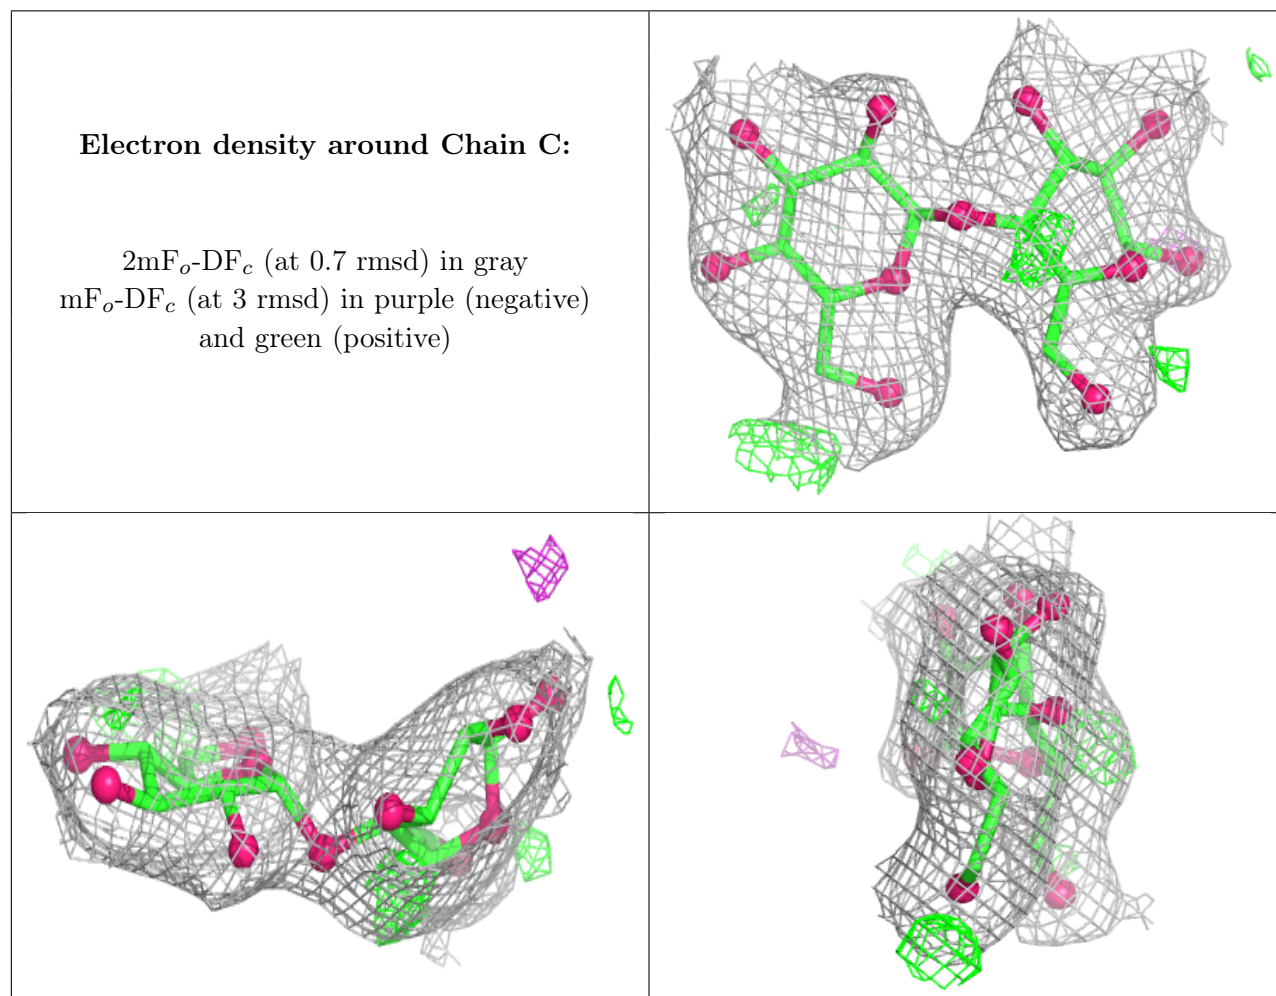 Electron density around Chain C:
2mFo-DFc (at 0.7 rmsd) in gray
mFo-DFc (at 3 rmsd) in purple (negative)
and green (positive)